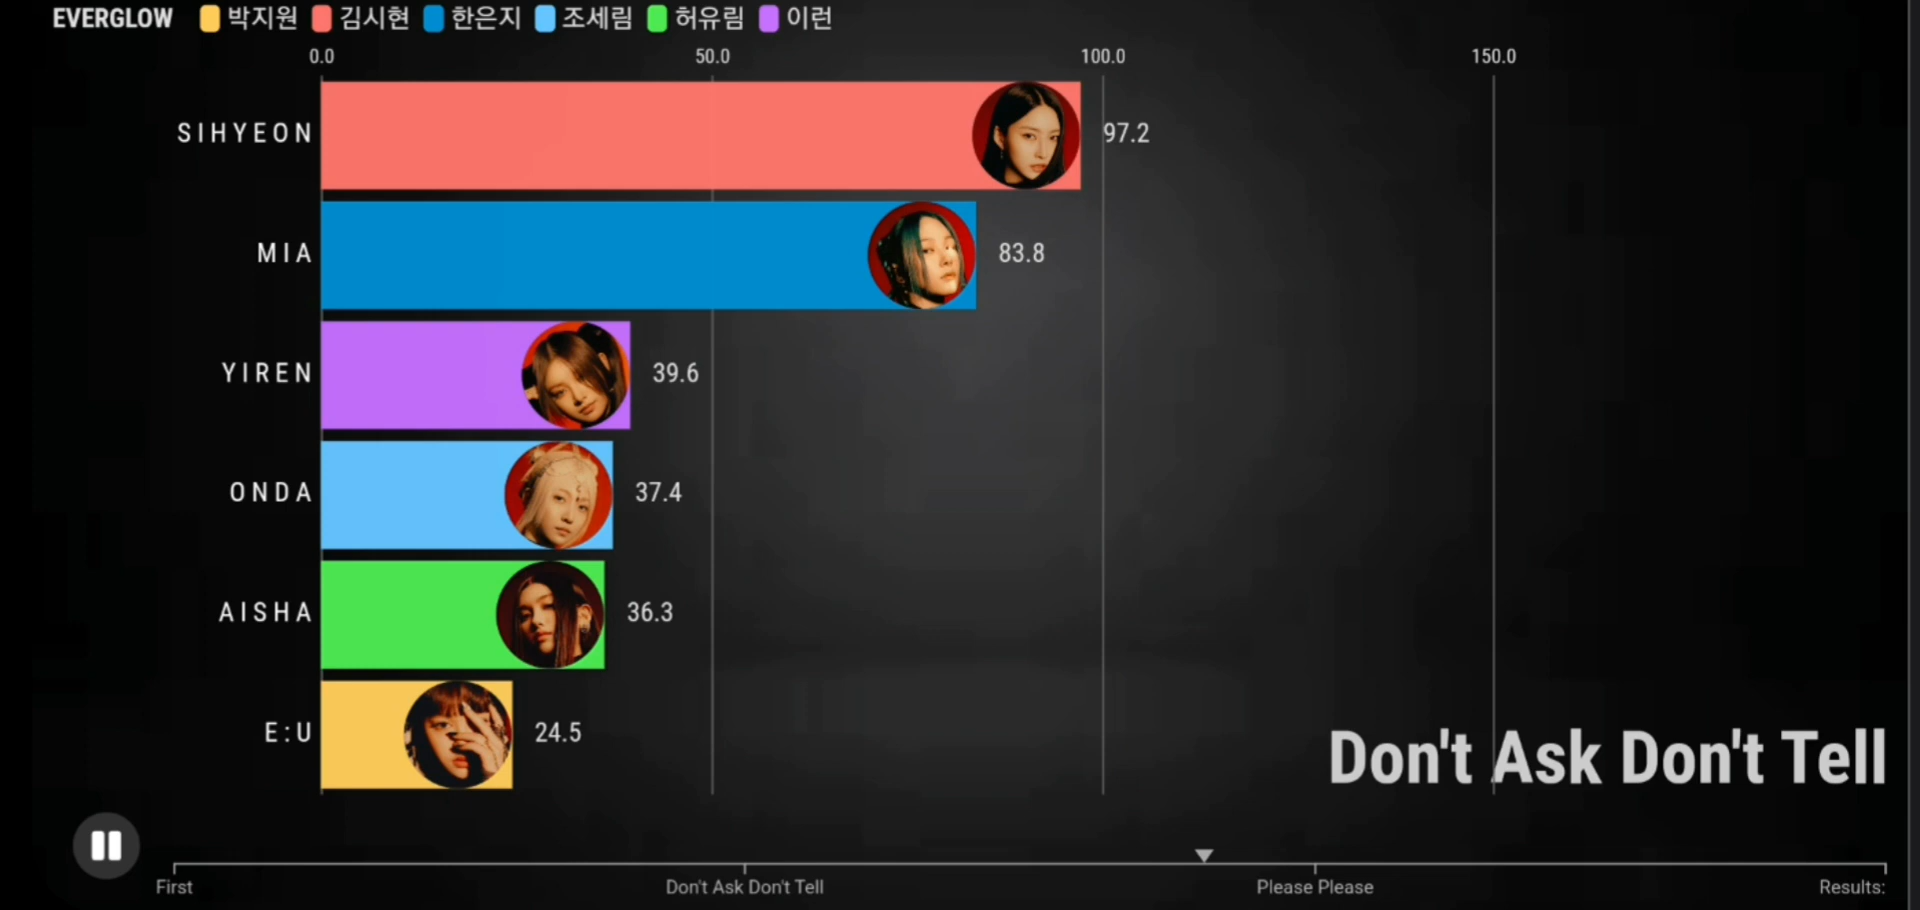 EVERGLOW 박지원 김시현 한은지 조세림 허유림 이런
0.0 50.0 100.0 150.0
SIHYEON 97.2
MIA 83.8
YIREN 39.6
ONDA 37.4
AISHA 36.3
E:U 24.5
Don't Ask Don't Tell
First Don't Ask Don't Tell Please Please Results: